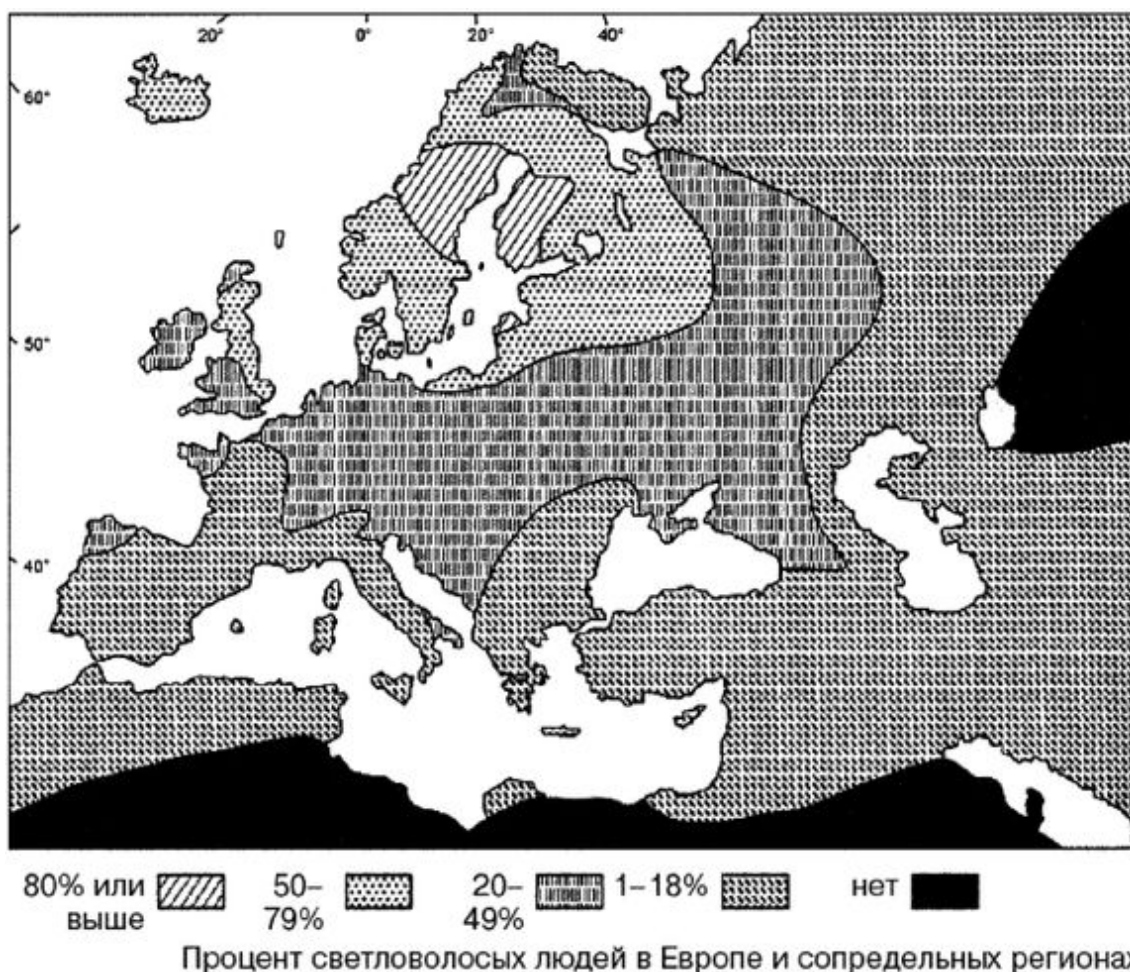 20° 0° 20° 40°
60°
50°
40°
80% или 50– 20– 1–18% нет
выше 79% 49%
Процент светловолосых людей в Европе и сопредельных регионах